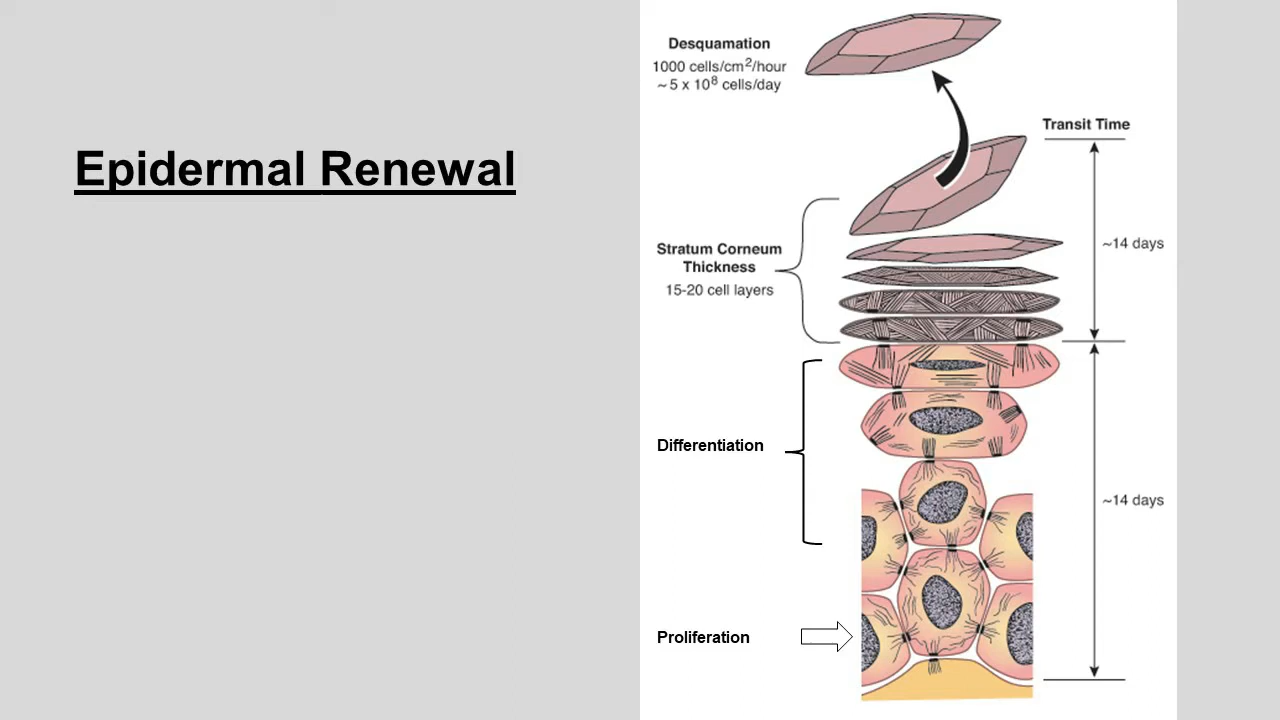 Epidermal Renewal
Desquamation
1000 cells/cm²/hour
~5 x 10⁸ cells/day
Transit Time
~14 days
Stratum Corneum
Thickness
15-20 cell layers
Differentiation
~14 days
Proliferation